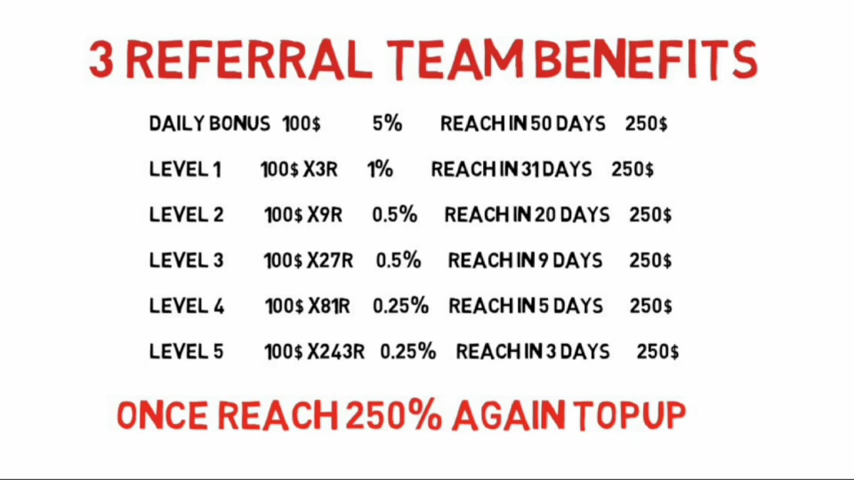 3 REFERRAL TEAM BENEFITS
DAILY BONUS 100$ 5% REACH IN 50 DAYS 250$
LEVEL 1 100$ X3R 1% REACH IN 31 DAYS 250$
LEVEL 2 100$ X9R 0.5% REACH IN 20 DAYS 250$
LEVEL 3 100$ X27R 0.5% REACH IN 9 DAYS 250$
LEVEL 4 100$ X81R 0.25% REACH IN 5 DAYS 250$
LEVEL 5 100$ X243R 0.25% REACH IN 3 DAYS 250$
ONCE REACH 250% AGAIN TOPUP